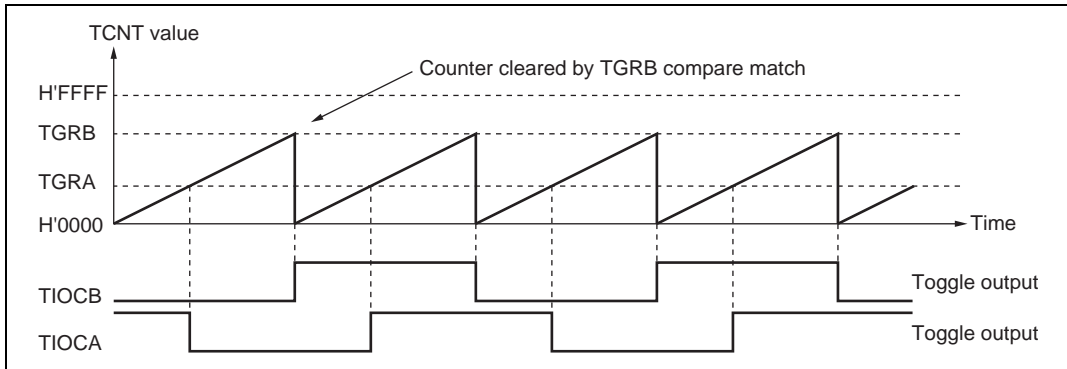 TCNT value
Counter cleared by TGRB compare match
H'FFFF
TGRB
TGRA
H'0000
Time
TIOCB
Toggle output
TIOCA
Toggle output